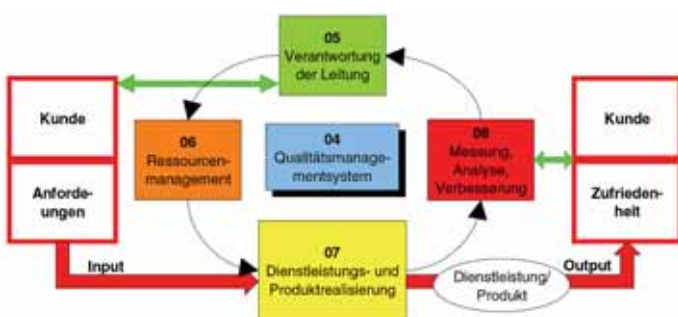 05
Verantwortung
der Leitung
Kunde
Anforde-
ungen
06
Ressourcen-
management
04
Qualitätsmanage-
mentsystem
08
Messung,
Analyse,
Verbesserung
Kunde
Zufrieden-
heit
Input
07
Dienstleistungs- und
Produktrealisierung
Dienstleistung/
Produkt
Output